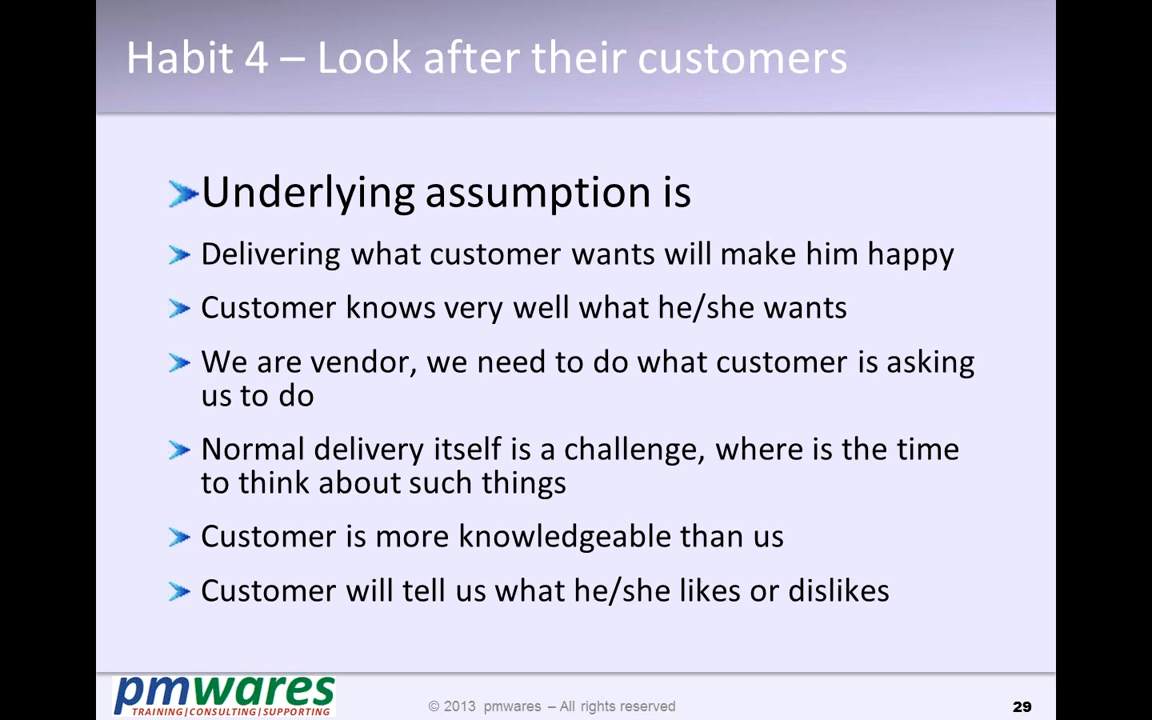 Habit 4 – Look after their customers
Underlying assumption is
Delivering what customer wants will make him happy
Customer knows very well what he/she wants
We are vendor, we need to do what customer is asking
us to do
Normal delivery itself is a challenge, where is the time
to think about such things
Customer is more knowledgeable than us
Customer will tell us what he/she likes or dislikes
pmwares
TRAINING|CONSULTING|SUPPORTING
© 2013 pmwares – All rights reserved
29